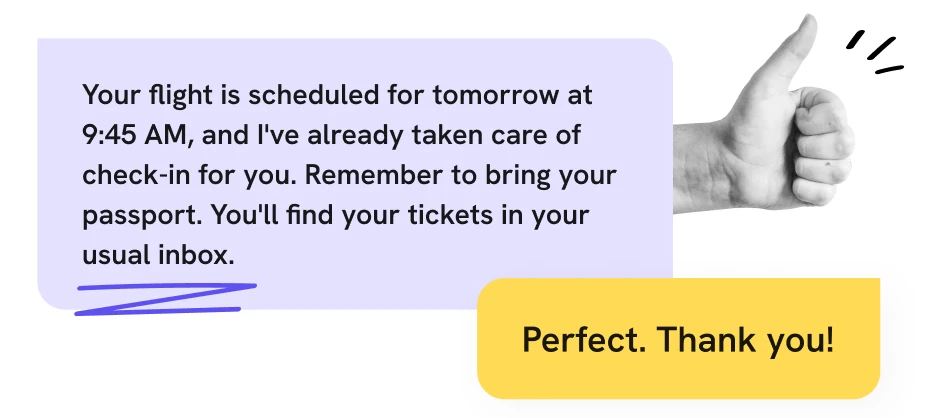 Your flight is scheduled for tomorrow at
9:45 AM, and I've already taken care of
check-in for you. Remember to bring your
passport. You'll find your tickets in your
usual inbox.
Perfect. Thank you!